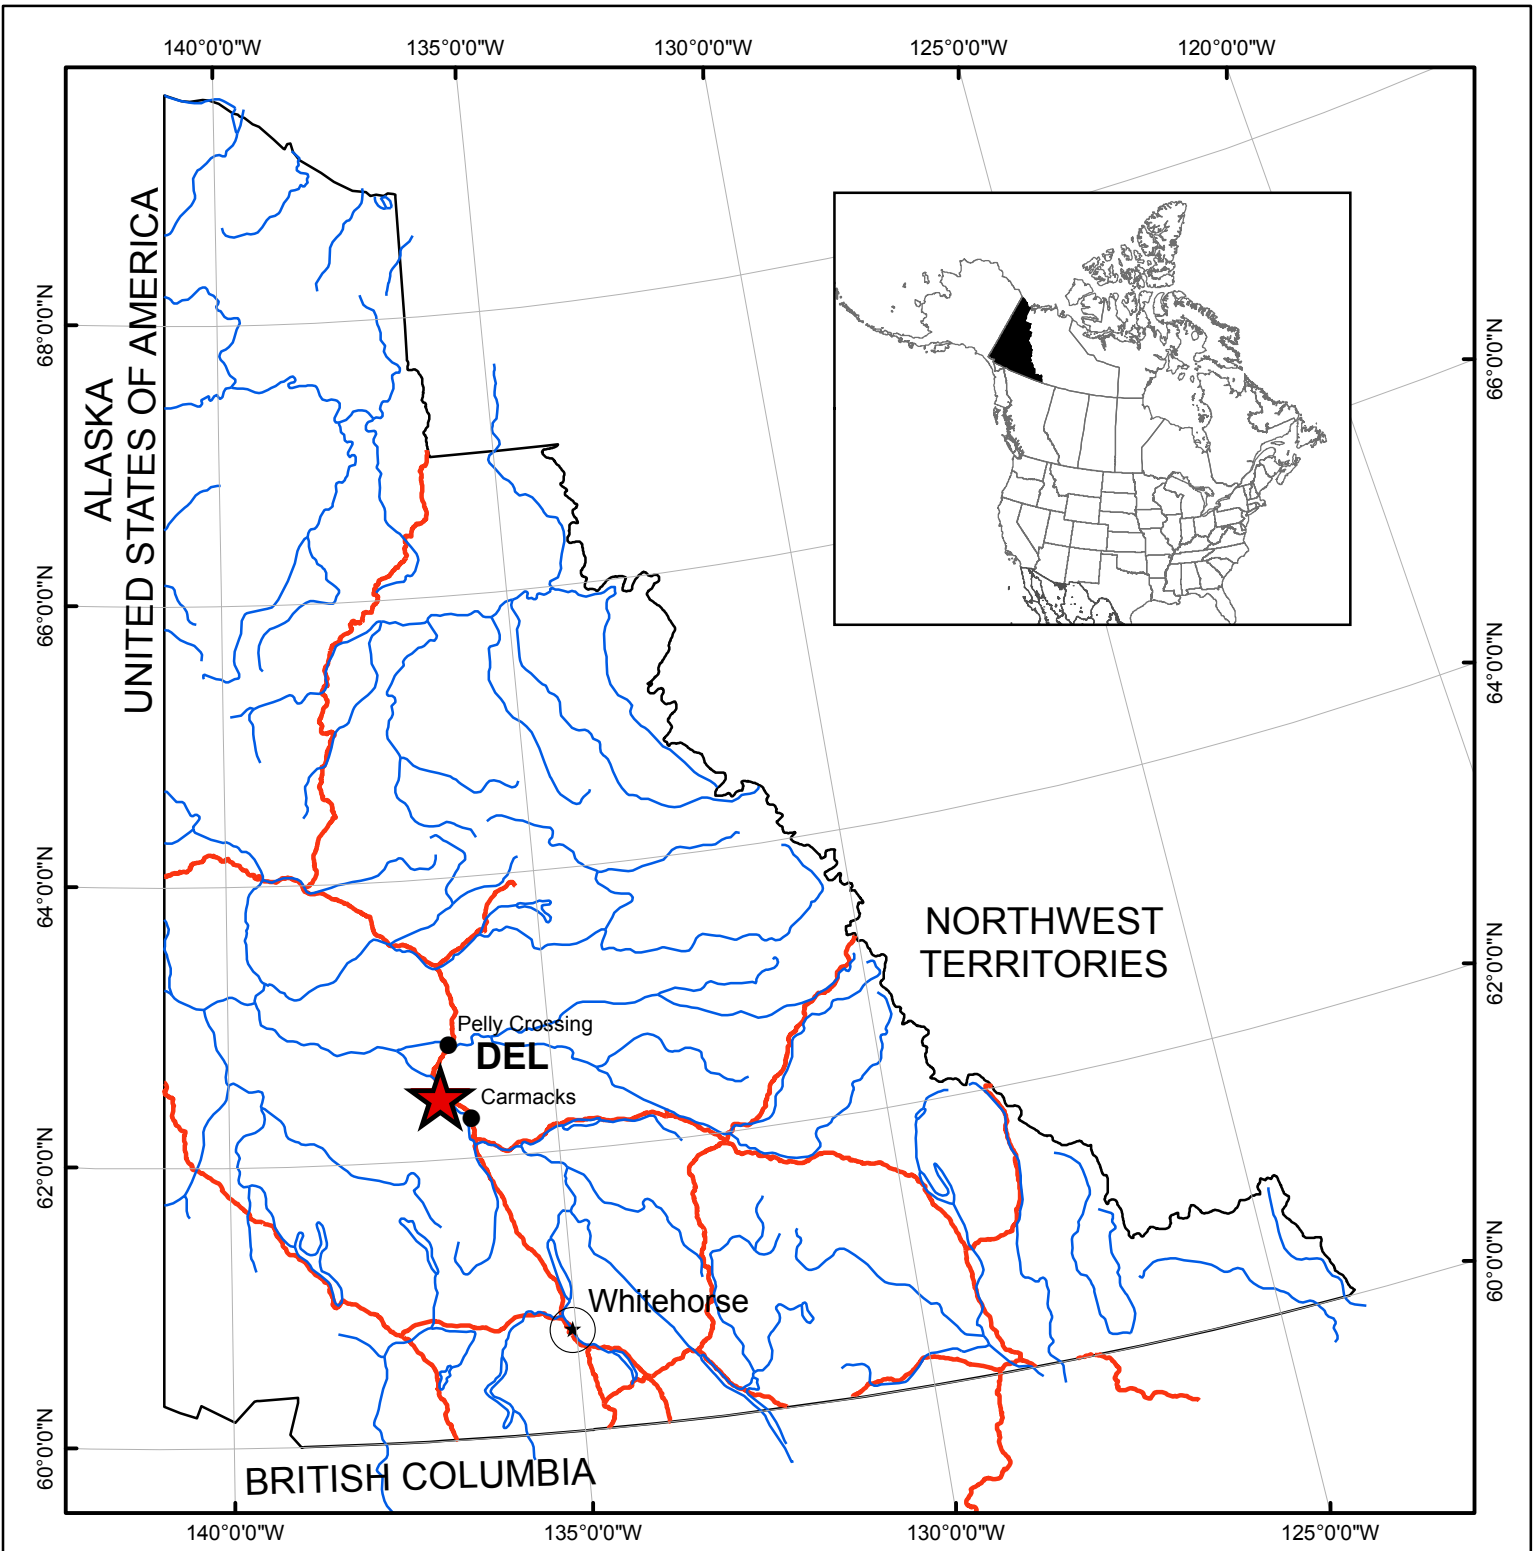 140°0'0"W
135°0'0"W
130°0'0"W
125°0'0"W
120°0'0"W
68°0'0"N
66°0'0"N
64°0'0"N
62°0'0"N
60°0'0"N
ALASKA
UNITED STATES OF AMERICA
66°0'0"N
64°0'0"N
62°0'0"N
60°0'0"N
NORTHWEST
TERRITORIES
Pelly Crossing
DEL
Carmacks
Whitehorse
BRITISH COLUMBIA
140°0'0"W
135°0'0"W
130°0'0"W
125°0'0"W